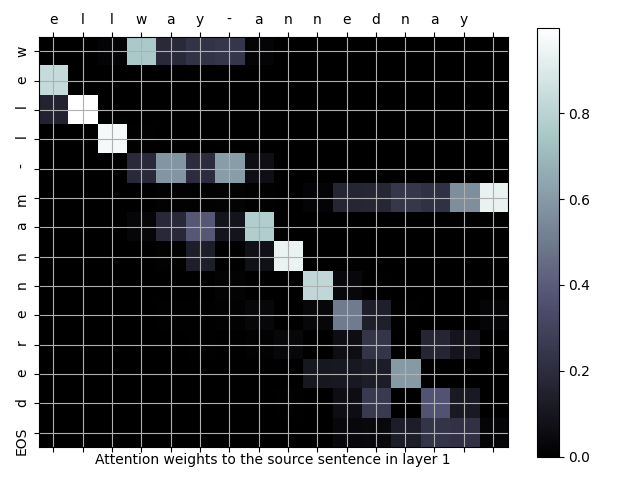 e l l w a y - a n n e d n a y
w
e
l
l
-
m
a
n
n
e
r
e
d
EOS
0.8
0.6
0.4
0.2
0.0
Attention weights to the source sentence in layer 1